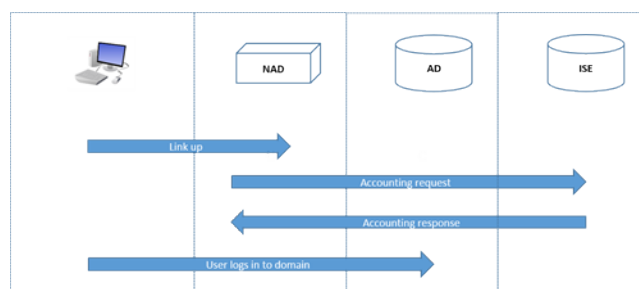 NAD
AD
ISE
Link up
Accounting request
Accounting response
User logs in to domain